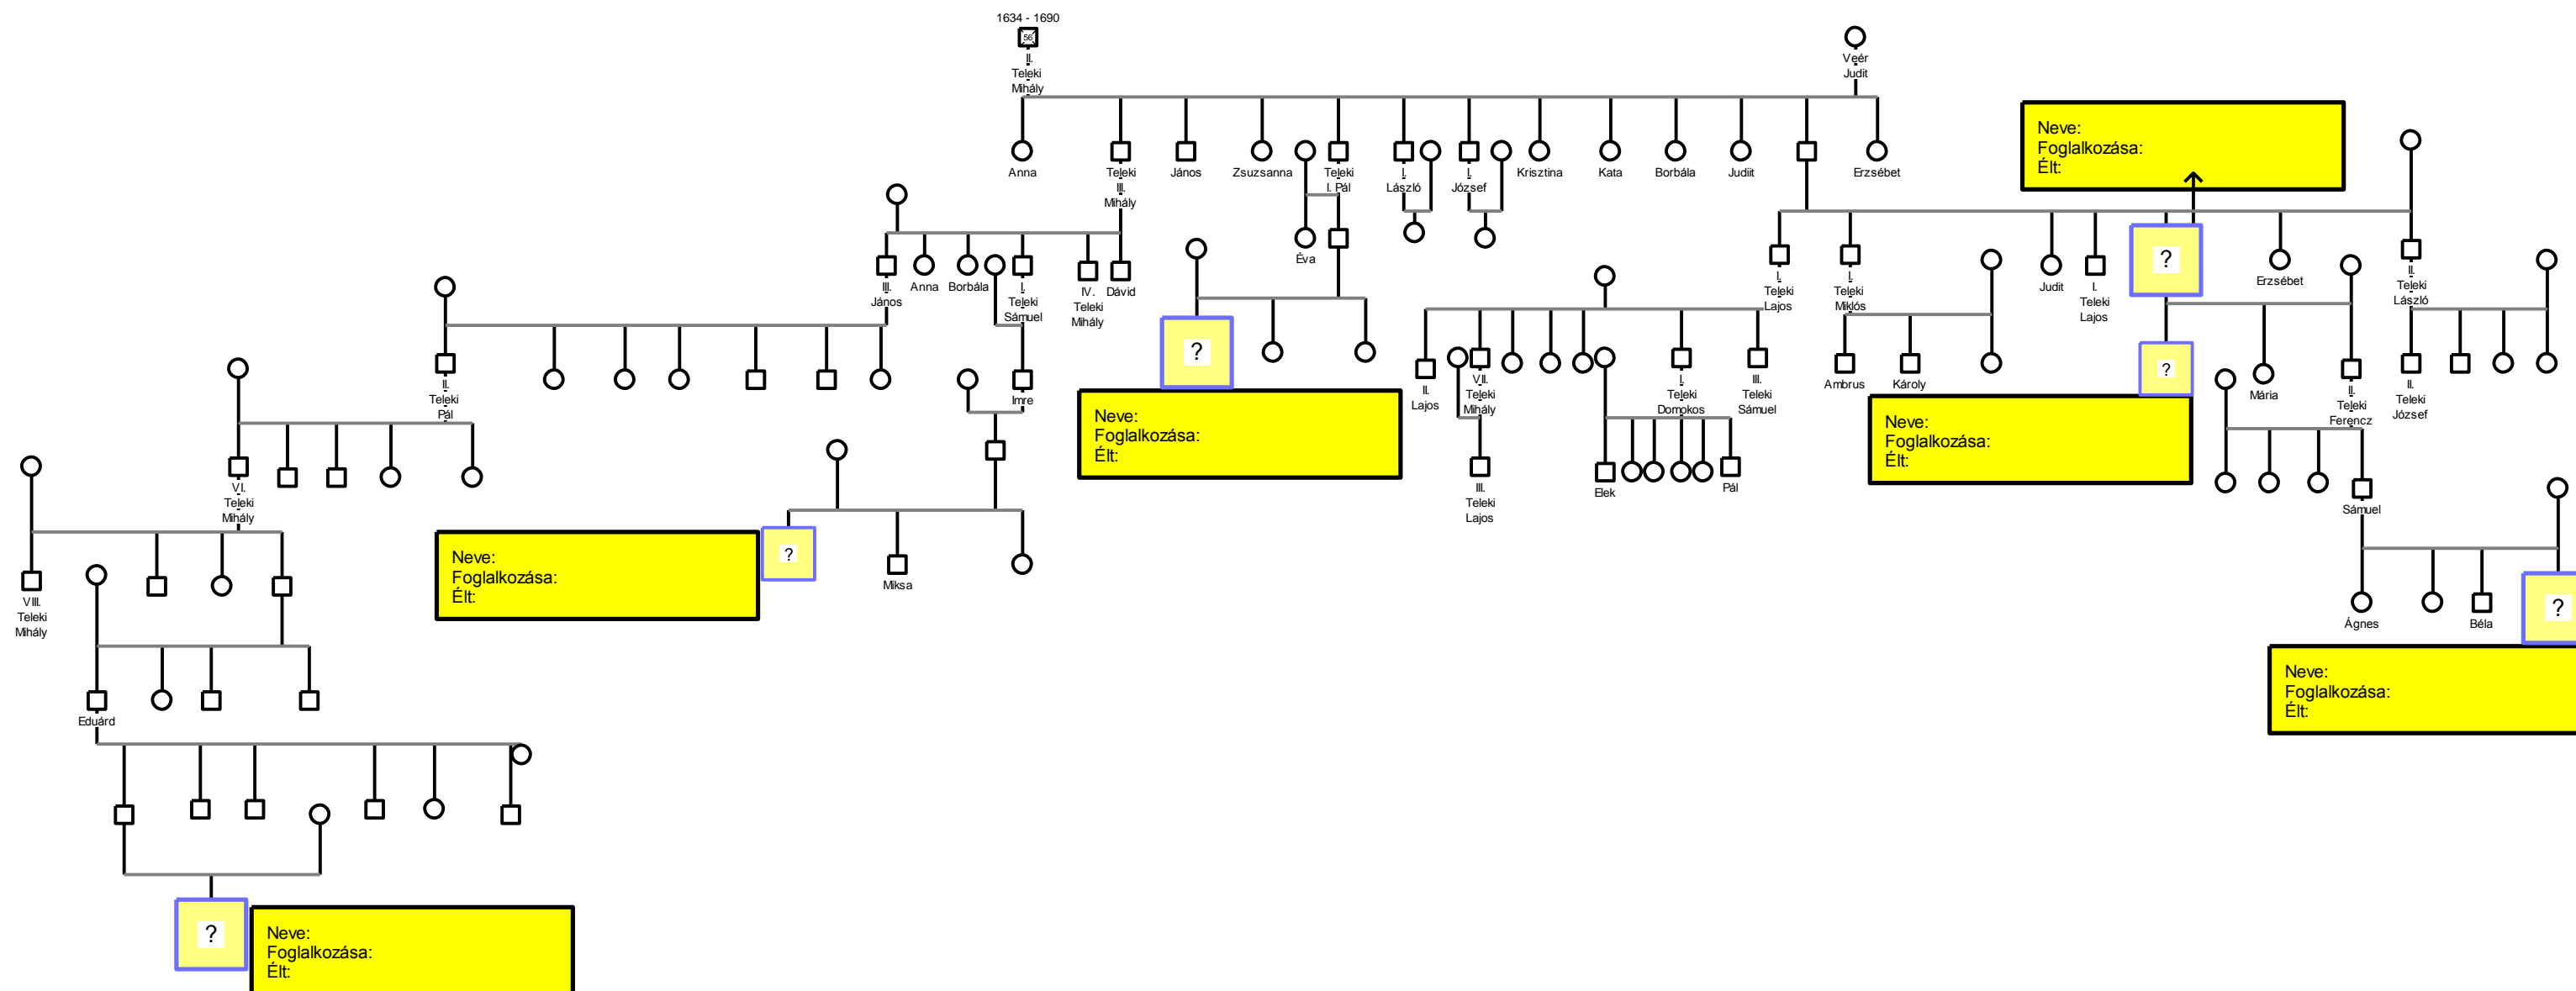 1634 - 1690
56
II.
Teleki
Mihály
Veér
Judit
Neve:
Foglalkozása:
Élt:
Anna
Teleki
III.
Mihály
János
Zsuzsanna
Teleki
I. Pál
I.
László
I.
József
Krisztina
Kata
Borbála
Judiit
Erzsébet
III.
János
Anna
Borbála
I.
Teleki
Sámuel
IV.
Teleki
Mihály
Dávid
Éva
I.
Teleki
Lajos
I.
Teleki
Miklós
Judit
I.
Teleki
Lajos
?
Erzsébet
II.
Teleki
László
II.
Teleki
Pál
Imre
?
Neve:
Foglalkozása:
Élt:
II.
Lajos
VII.
Teleki
Mihály
I.
Teleki
Domokos
III.
Teleki
Sámuel
Ambrus
Károly
?
Neve:
Foglalkozása:
Élt:
Mária
II.
Teleki
Ferencz
II.
Teleki
József
VI.
Teleki
Mihály
III.
Teleki
Lajos
Elek
Pál
Sámuel
Neve:
Foglalkozása:
Élt:
?
Miksa
VIII.
Teleki
Mihály
Ágnes
Béla
?
Neve:
Foglalkozása:
Élt:
Eduárd
?
Neve:
Foglalkozása:
Élt: